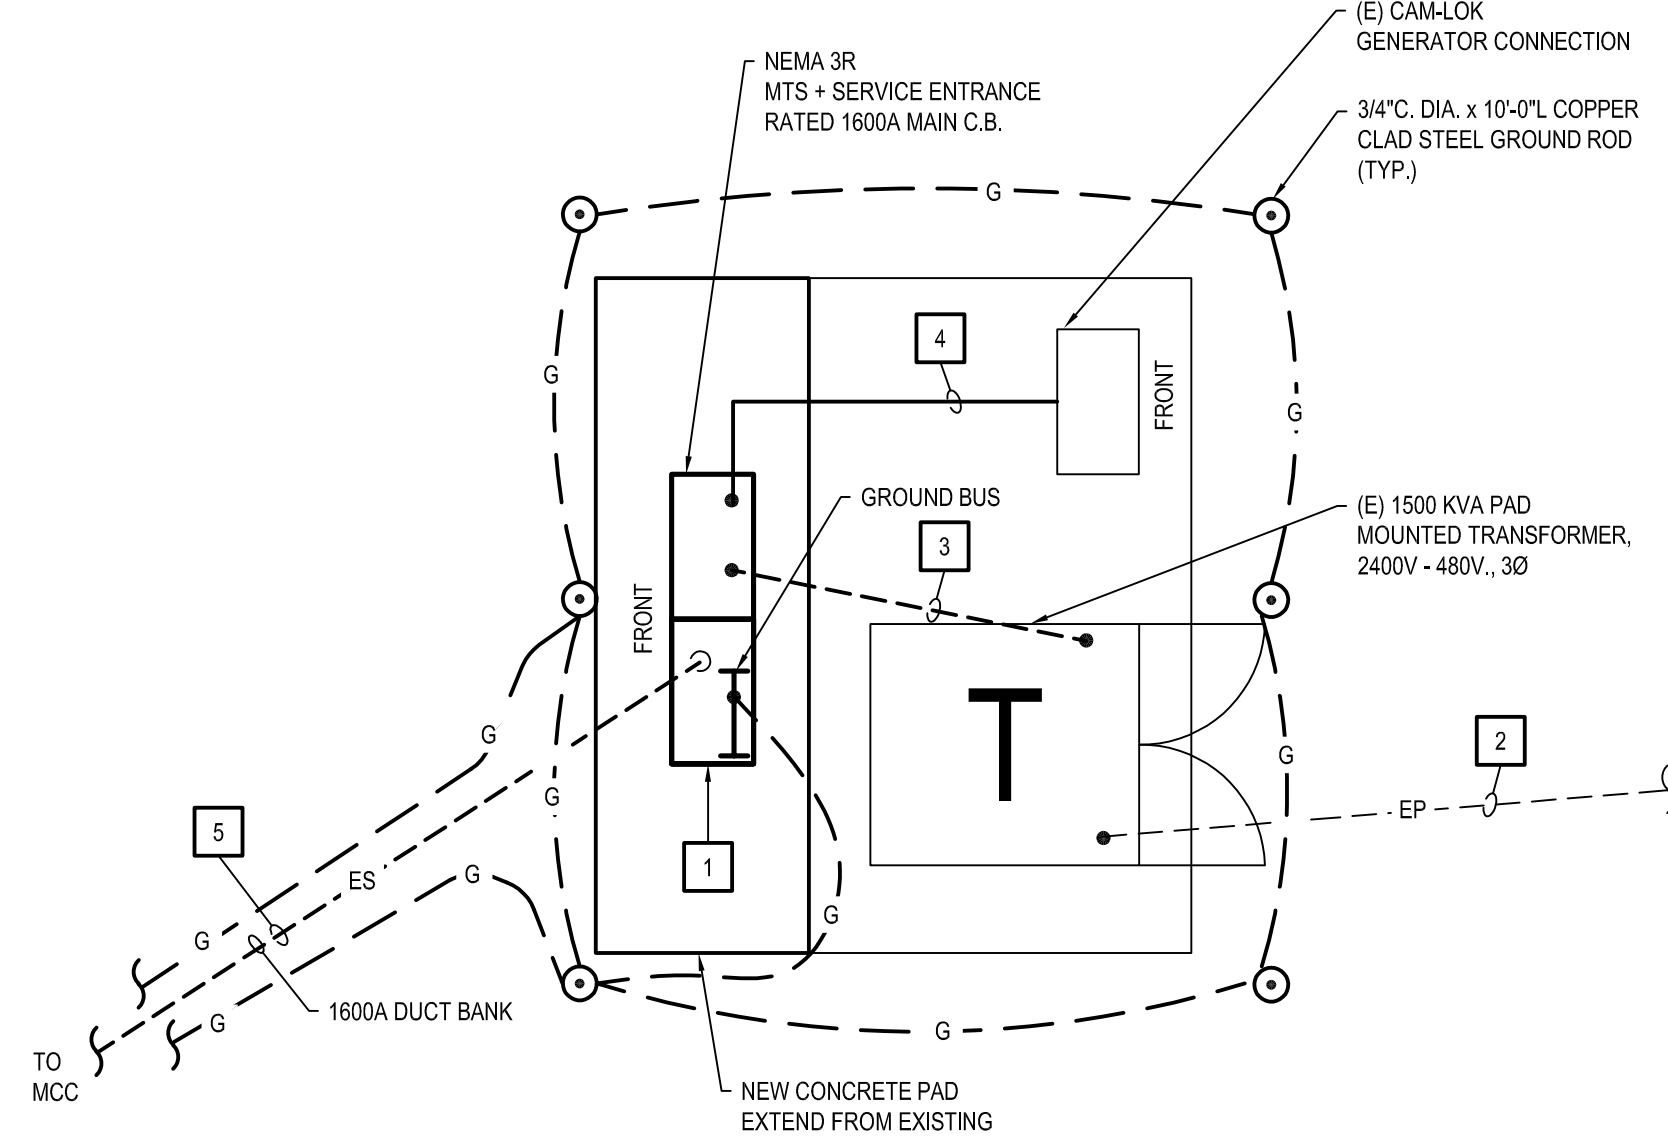 (E) CAM-LOK
GENERATOR CONNECTION
NEMA 3R
MTS + SERVICE ENTRANCE
RATED 1600A MAIN C.B.
3/4"C. DIA. x 10'-0"L COPPER
CLAD STEEL GROUND ROD
(TYP.)
G
4
FRONT
G
G
GROUND BUS
(E) 1500 KVA PAD
MOUNTED TRANSFORMER,
2400V - 480V., 3Ø
3
FRONT
T
G
G
2
G
EP
5
1
ES
G
G
G
G
1600A DUCT BANK
G
G
TO
MCC
NEW CONCRETE PAD
EXTEND FROM EXISTING